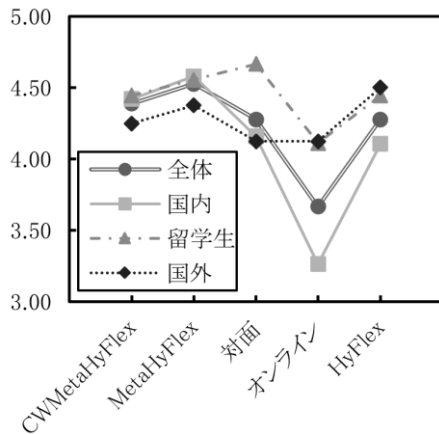 5.00
4.50
4.00
3.50
3.00
全体
国内
留学生
国外
CWMetaHyFlex
MetaHyFlex
対面
オンライン
HyFlex